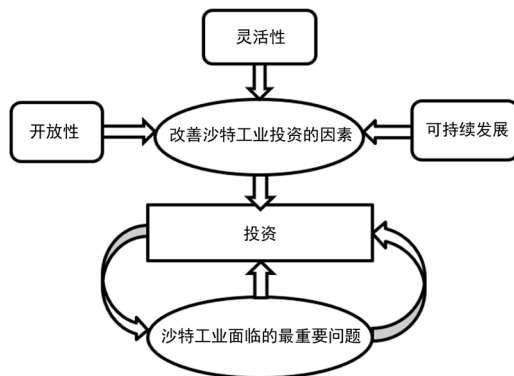 灵活性
开放性
改善沙特工业投资的因素
可持续发展
投资
沙特工业面临的最重要问题